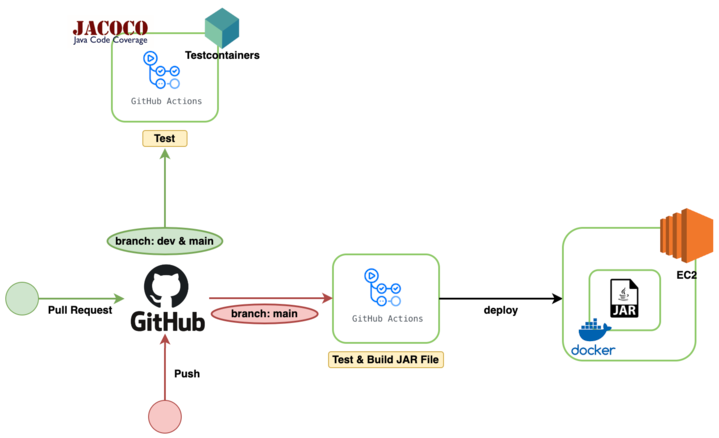 JACOCO
Java Code Coverage
Testcontainers
GitHub Actions
Test
branch: dev & main
Pull Request
GitHub
branch: main
Push
GitHub Actions
Test & Build JAR File
deploy
EC2
JAR
docker